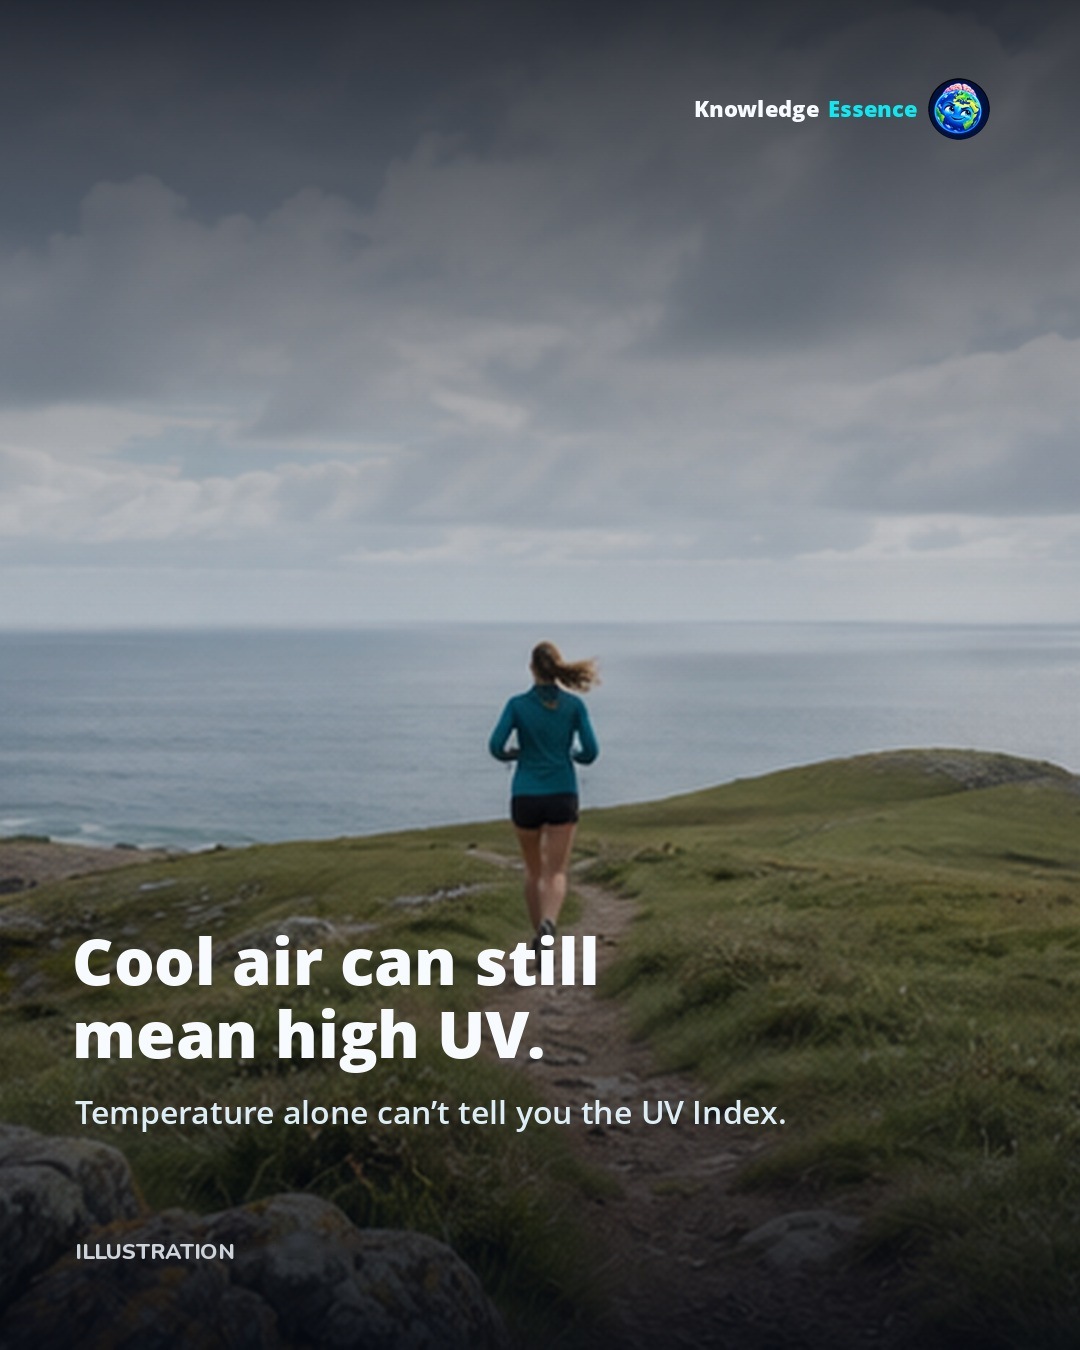 Knowledge Essence
Cool air can still
mean high UV.
Temperature alone can’t tell you the UV Index.
ILLUSTRATION